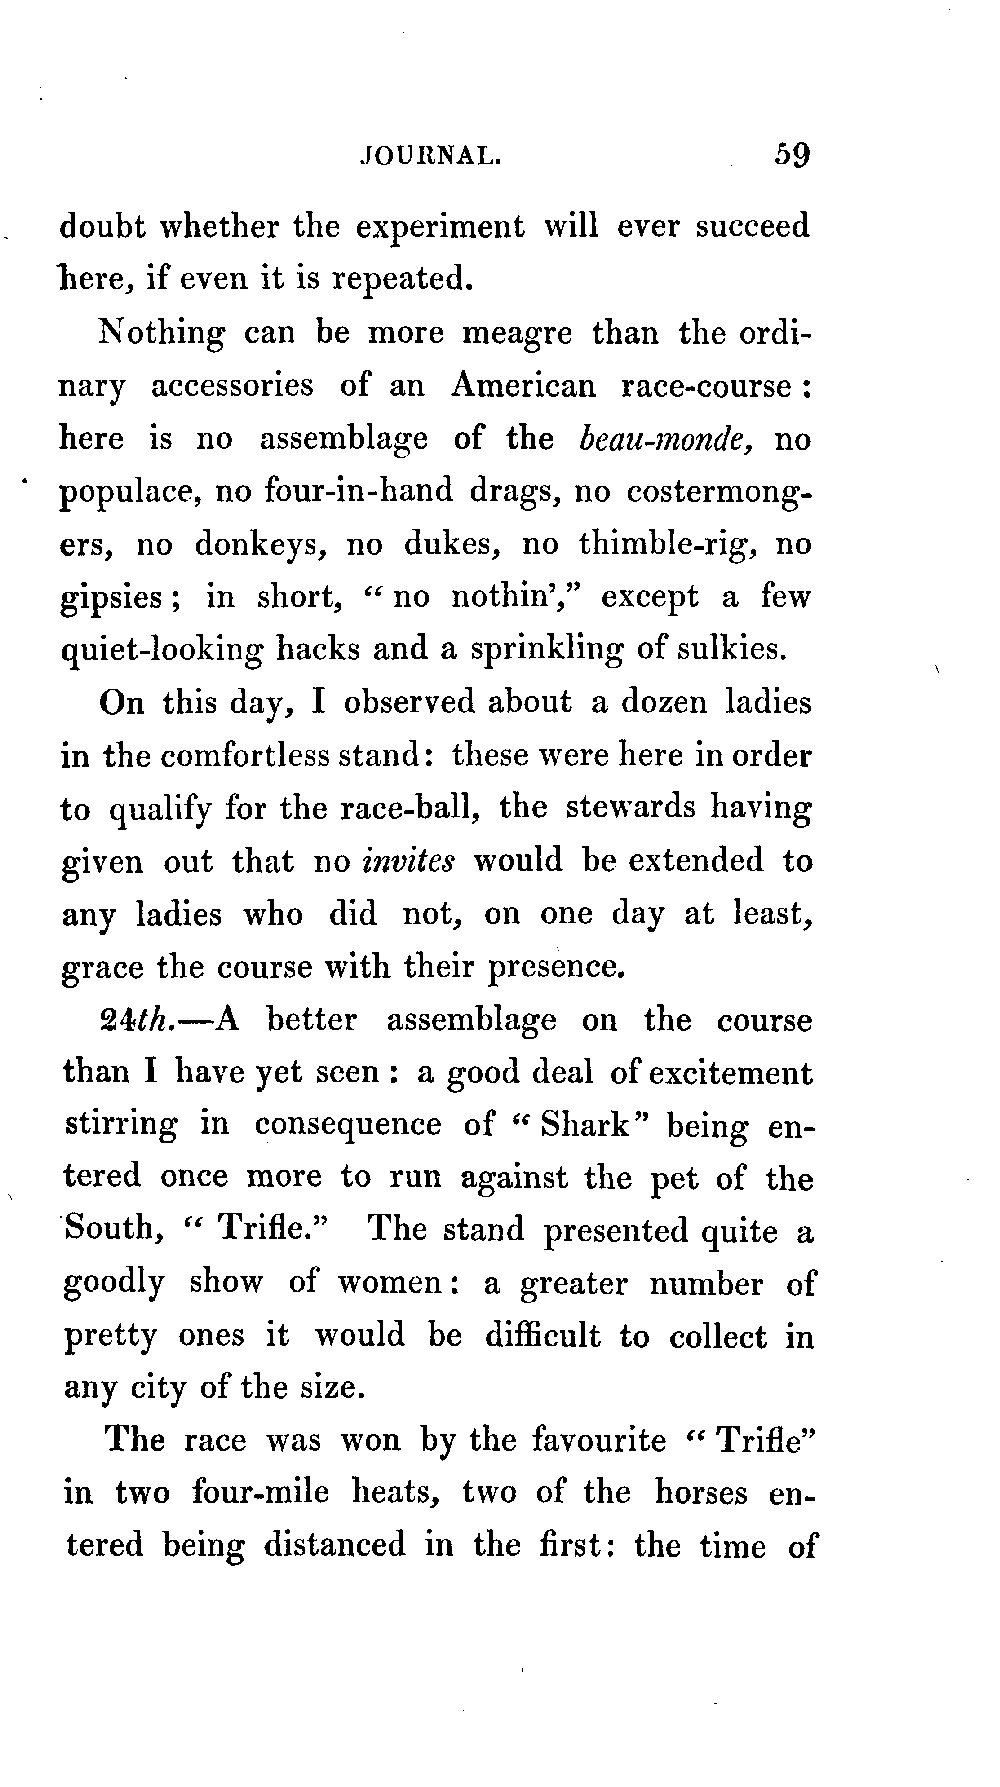 JOURNAL. 59
doubt whether the experiment will ever succeed
here, if even it is repeated.
Nothing can be more meagre than the ordi-
nary accessories of an American race-course :
here is no assemblage of the beau-monde, no
populace, no four-in-hand drags, no costermong-
ers, no donkeys, no dukes, no thimble-rig, no
gipsies ; in short, “ no nothin’,” except a few
quiet-looking hacks and a sprinkling of sulkies.
On this day, I observed about a dozen ladies
in the comfortless stand : these were here in order
to qualify for the race-ball, the stewards having
given out that no invites would be extended to
any ladies who did not, on one day at least,
grace the course with their presence.
24th.—A better assemblage on the course
than I have yet seen : a good deal of excitement
stirring in consequence of “ Shark” being en-
tered once more to run against the pet of the
South, “ Trifle.” The stand presented quite a
goodly show of women : a greater number of
pretty ones it would be difficult to collect in
any city of the size.
The race was won by the favourite “ Trifle”
in two four-mile heats, two of the horses en-
tered being distanced in the first : the time of